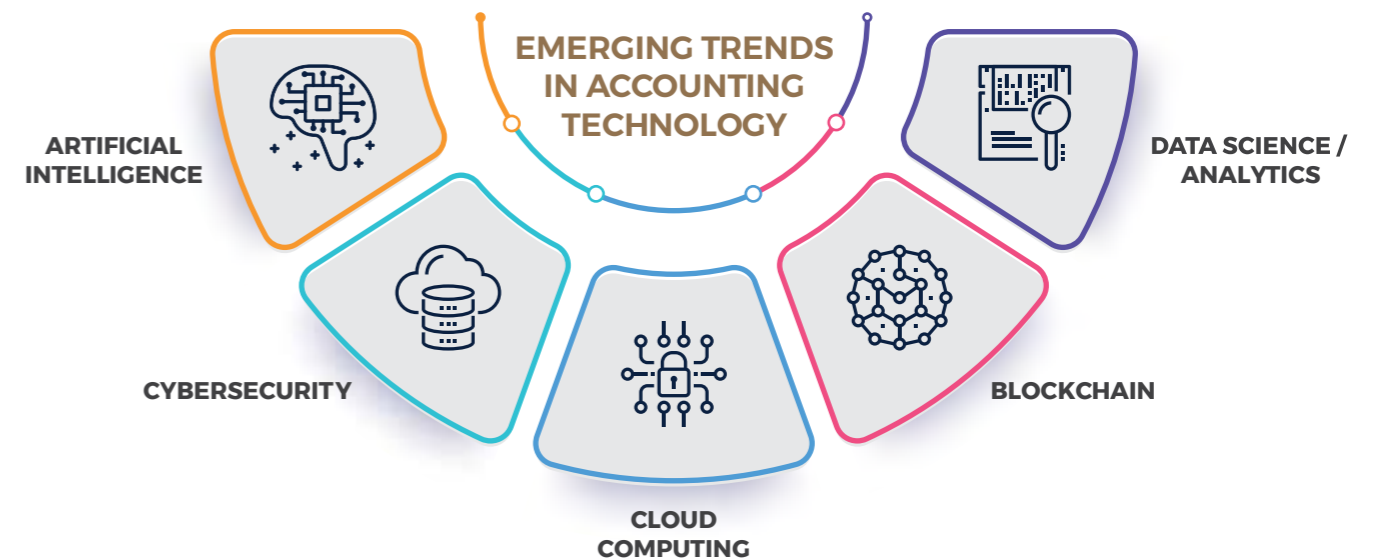 EMERGING TRENDS
IN ACCOUNTING
TECHNOLOGY
ARTIFICIAL
INTELLIGENCE
CYBERSECURITY
CLOUD
COMPUTING
BLOCKCHAIN
DATA SCIENCE /
ANALYTICS